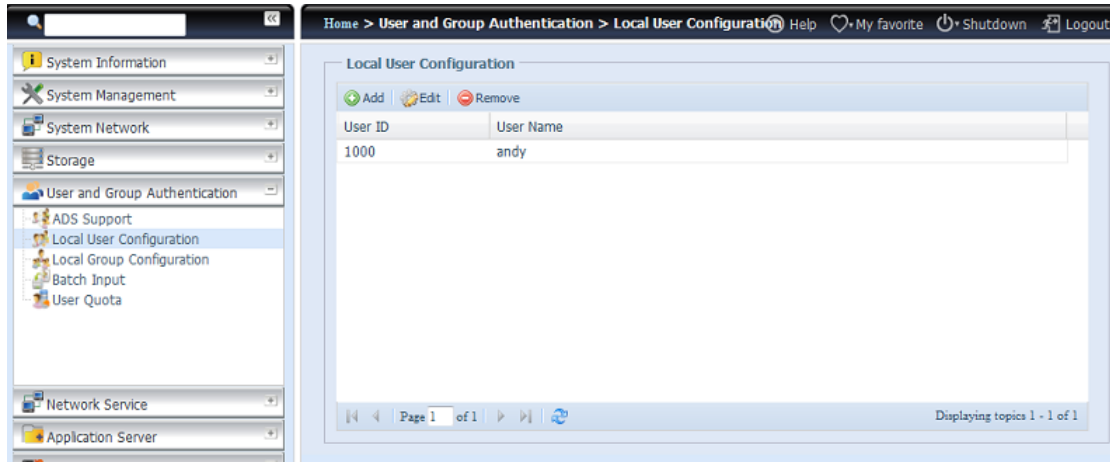 Home > User and Group Authentication > Local User Configuration Help My favorite Shutdown Logout
System Information
System Management
System Network
Storage
User and Group Authentication
ADS Support
Local User Configuration
Local Group Configuration
Batch Input
User Quota
Network Service
Application Server
Local User Configuration
Add Edit Remove
User ID User Name
1000 andy
Page 1 of 1 Displaying topics 1 - 1 of 1